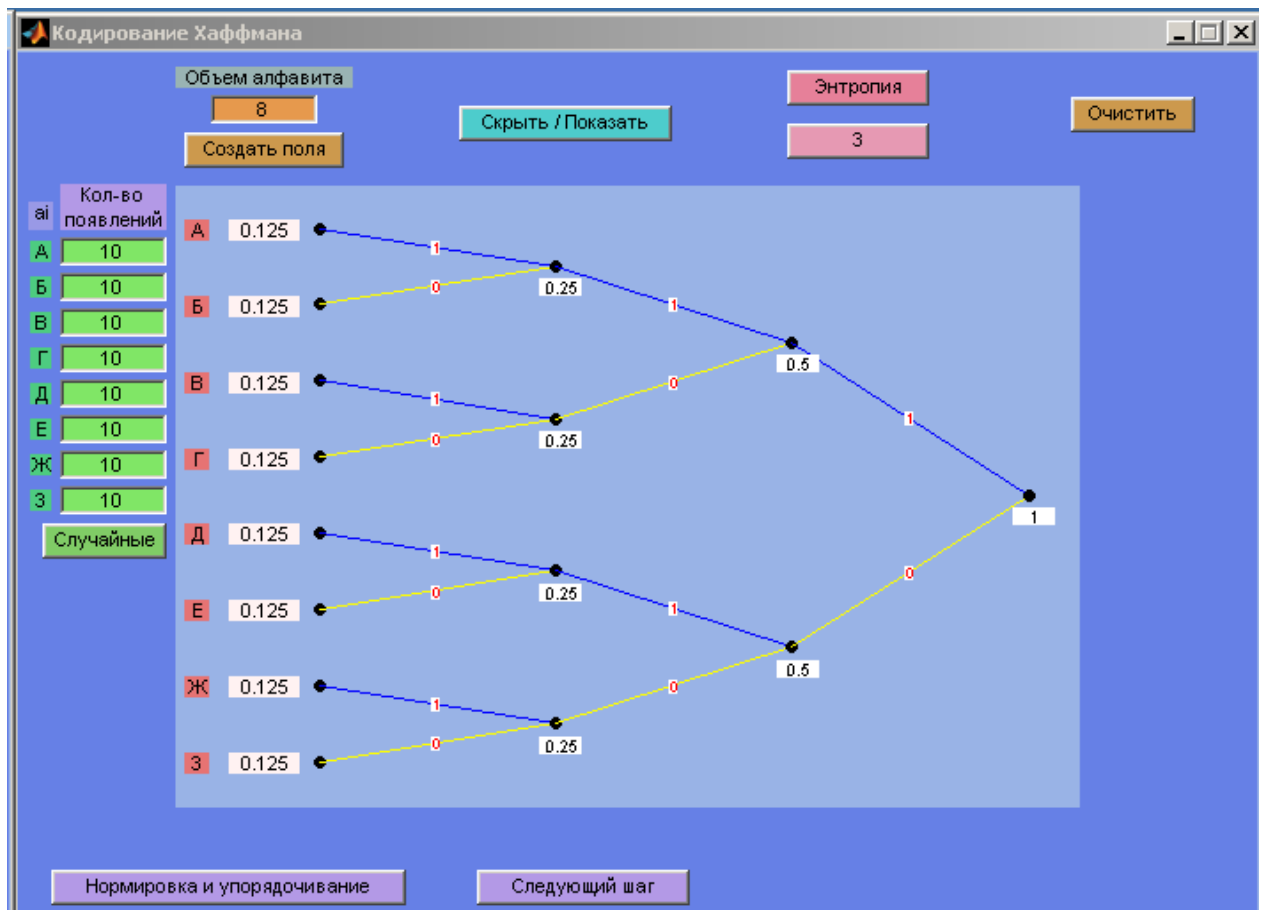 Кодирование Хаффмана
Объем алфавита
8
Создать поля
Скрыть / Показать
Энтропия
3
Очистить
ai
Кол-во
появлений
А 10
Б 10
В 10
Г 10
Д 10
Е 10
Ж 10
З 10
Случайные
А 0.125
1
0.25
Б 0.125
0
1
0.5
В 0.125
1
0
0.25
Г 0.125
0
1
1
Д 0.125
1
0.25
0
Е 0.125
0
1
0.5
Ж 0.125
1
0
0.25
З 0.125
0
Нормировка и упорядочивание
Следующий шаг